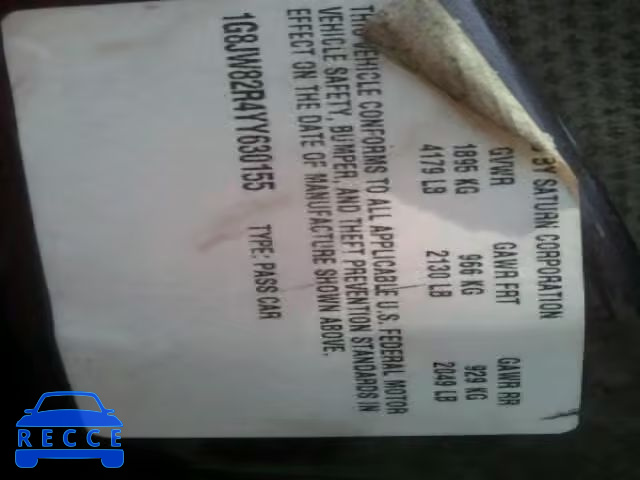 BY SATURN CORPORATION
GVWR GAWR FRT GAWR RR
1895 KG 966 KG 929 KG
4179 LB 2130 LB 2049 LB
THIS VEHICLE CONFORMS TO ALL APPLICABLE U.S. FEDERAL MOTOR
VEHICLE SAFETY, BUMPER, AND THEFT PREVENTION STANDARDS IN
EFFECT ON THE DATE OF MANUFACTURE SHOWN ABOVE.
1G8JW82R4YY630155 TYPE: PASS CAR
RECCE